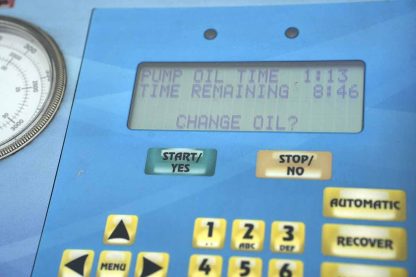 PUMP OIL TIME 1:13
TIME REMAINING 8:46
CHANGE OIL?
START/
YES
STOP/
NO
AUTOMATIC
RECOVER
MENU
1
2
ABC
3
DEF
4
5
6